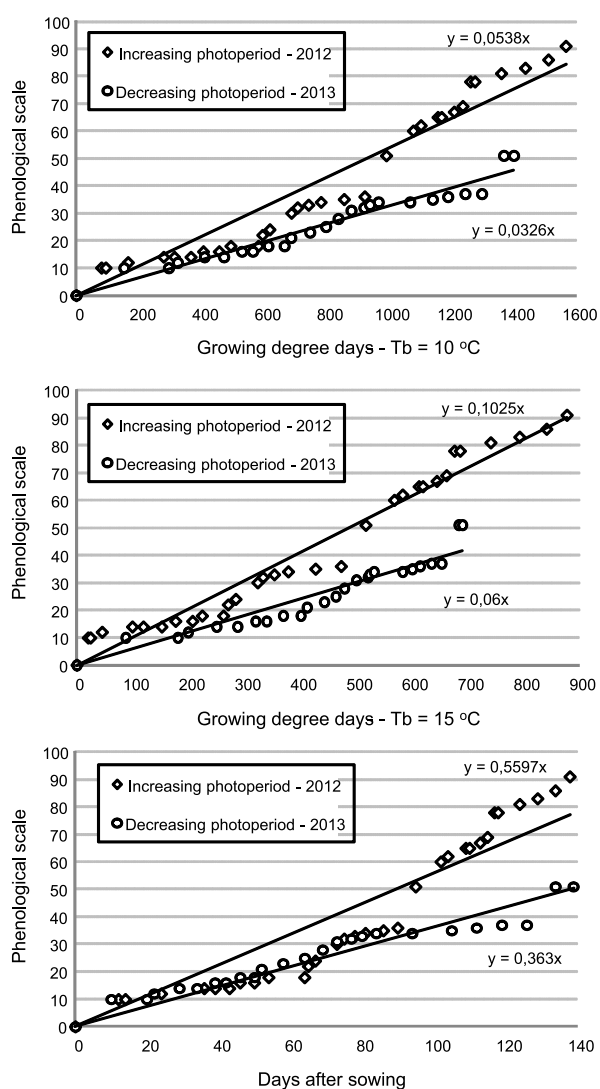 100
90
80
70
60
50
40
30
20
10
0
Phenological scale
Increasing photoperiod - 2012
Decreasing photoperiod - 2013
y = 0,0538x
y = 0,0326x
0 200 400 600 800 1000 1200 1400 1600
Growing degree days - Tb = 10 ºC
100
90
80
70
60
50
40
30
20
10
0
Phenological scale
Increasing photoperiod - 2012
Decreasing photoperiod - 2013
y = 0,1025x
y = 0,06x
0 100 200 300 400 500 600 700 800 900
Growing degree days - Tb = 15 ºC
100
90
80
70
60
50
40
30
20
10
0
Phenological scale
Increasing photoperiod - 2012
Decreasing photoperiod - 2013
y = 0,5597x
y = 0,363x
0 20 40 60 80 100 120 140
Days after sowing